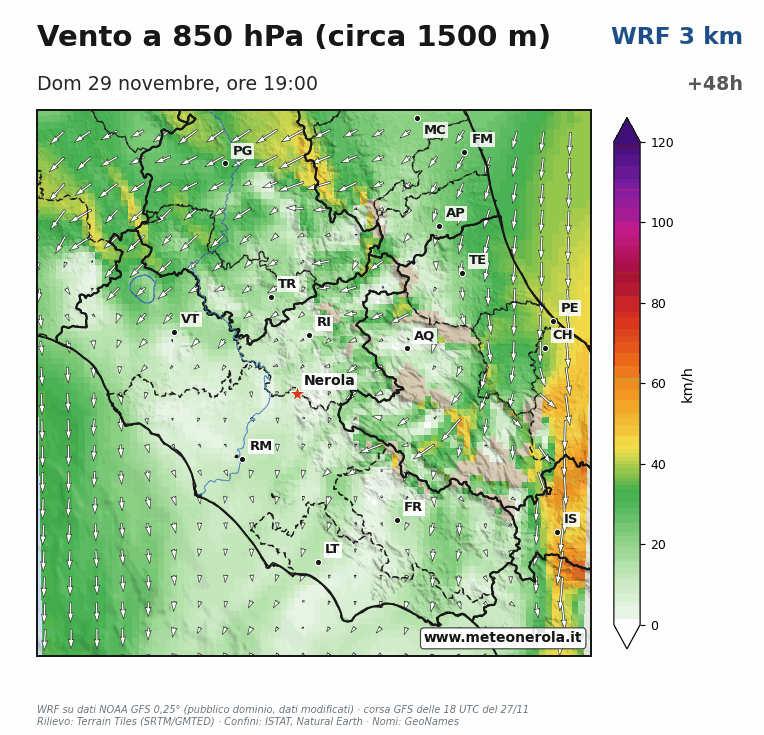 Vento a 850 hPa (circa 1500 m)
WRF 3 km
Dom 29 novembre, ore 19:00
+48h
MC
FM
PG
AP
TE
TR
PE
VT
RI
AQ
CH
Nerola
RM
FR
IS
LT
www.meteonerola.it
120
100
80
60
40
20
0
km/h
WRF su dati NOAA GFS 0,25° (pubblico dominio, dati modificati) · corsa GFS delle 18 UTC del 27/11
Rilievo: Terrain Tiles (SRTM/GMTED) · Confini: ISTAT, Natural Earth · Nomi: GeoNames